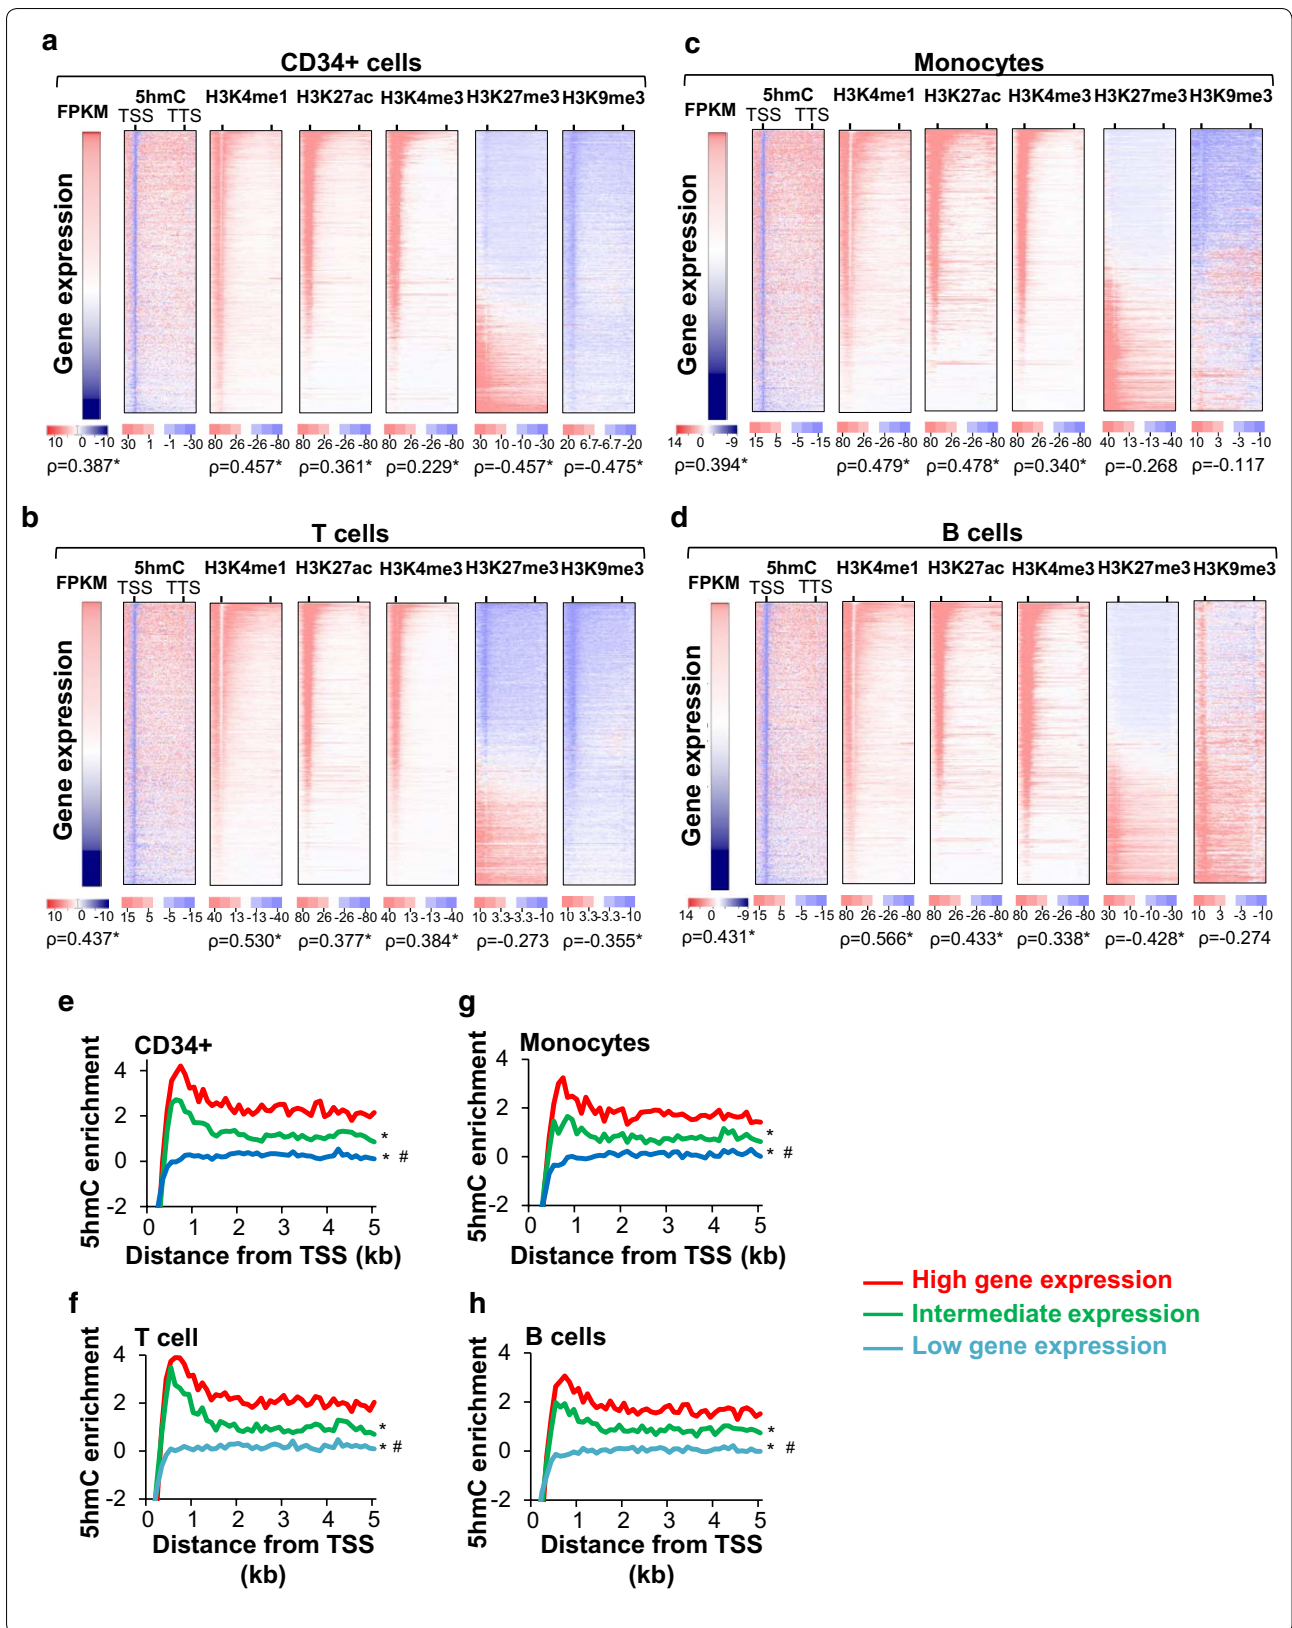 a
CD34+ cells
FPKM
5hmC
TSS TTS
H3K4me1 H3K27ac H3K4me3 H3K27me3 H3K9me3
Gene expression
10 0 -10
30 1 -1 -30
80 26 -26 -80
80 26 -26 -80
80 26 -26 -80
30 10 -10 -30
20 6.7 -6.7 -20
ρ=0.387* ρ=0.457* ρ=0.361* ρ=0.229* ρ=-0.457* ρ=-0.475*
c
Monocytes
FPKM
5hmC
TSS TTS
H3K4me1 H3K27ac H3K4me3 H3K27me3 H3K9me3
Gene expression
14 0 -9
15 5 -5 -15
80 26 -26 -80
80 26 -26 -80
80 26 -26 -80
40 13 -13 -40
10 3 -3 -10
ρ=0.394* ρ=0.479* ρ=0.478* ρ=0.340* ρ=-0.268 ρ=-0.117
b
T cells
FPKM
5hmC
TSS TTS
H3K4me1 H3K27ac H3K4me3 H3K27me3 H3K9me3
Gene expression
10 0 -10
15 5 -5 -15
40 13 -13 -40
80 26 -26 -80
40 13 -13 -40
10 3.3 -3.3 -10
10 3.3 -3.3 -10
ρ=0.437* ρ=0.530* ρ=0.377* ρ=0.384* ρ=-0.273 ρ=-0.355*
d
B cells
FPKM
5hmC
TSS TTS
H3K4me1 H3K27ac H3K4me3 H3K27me3 H3K9me3
Gene expression
14 0 -9
15 5 -5 -15
80 26 -26 -80
80 26 -26 -80
80 26 -26 -80
30 10 -10 -30
10 3 -3 -10
ρ=0.431* ρ=0.566* ρ=0.433* ρ=0.338* ρ=-0.428* ρ=-0.274
e
CD34+
5hmC enrichment
4
2
0
-2
*
* #
0 1 2 3 4 5
Distance from TSS (kb)
g
Monocytes
5hmC enrichment
4
2
0
-2
*
* #
0 1 2 3 4 5
Distance from TSS (kb)
High gene expression
Intermediate expression
Low gene expression
f
T cell
5hmC enrichment
4
2
0
-2
*
* #
0 1 2 3 4 5
Distance from TSS
(kb)
h
B cells
5hmC enrichment
4
2
0
-2
*
* #
0 1 2 3 4 5
Distance from TSS
(kb)